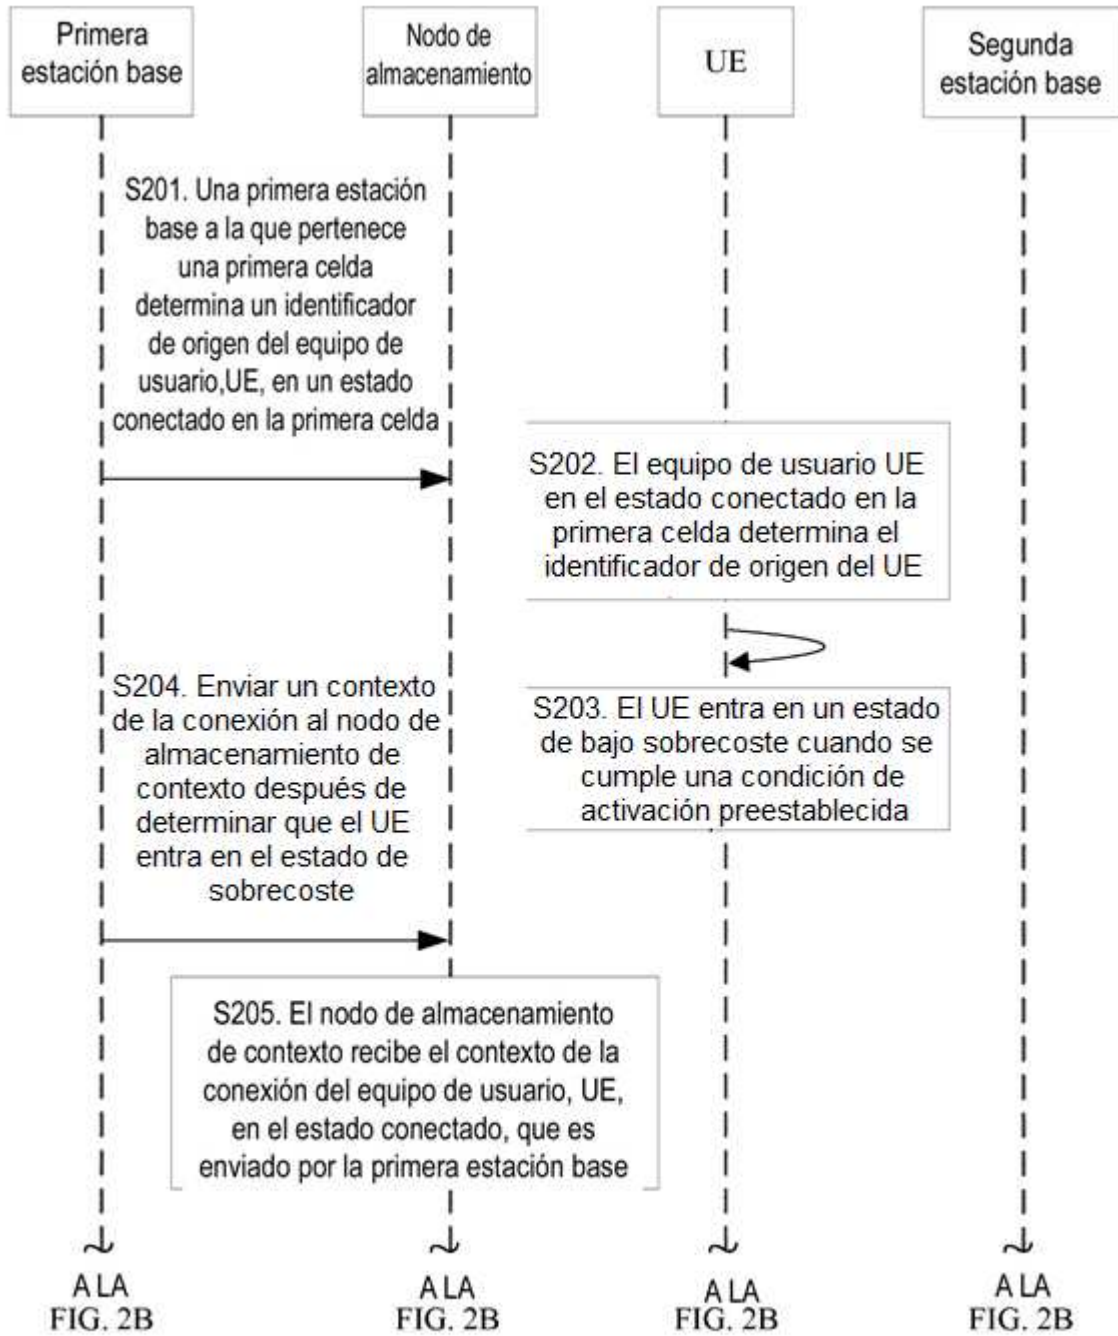 Primera
estación base
Nodo de
almacenamiento
UE
Segunda
estación base
S201. Una primera estación
base a la que pertenece
una primera celda
determina un identificador
de origen del equipo de
usuario,UE, en un estado
conectado en la primera celda
S202. El equipo de usuario UE
en el estado conectado en la
primera celda determina el
identificador de origen del UE
S203. El UE entra en un estado
de bajo sobrecoste cuando se
cumple una condición de
activación preestablecida
S204. Enviar un contexto
de la conexión al nodo de
almacenamiento de
contexto después de
determinar que el UE
entra en el estado de
sobrecoste
S205. El nodo de almacenamiento
de contexto recibe el contexto de la
conexión del equipo de usuario, UE,
en el estado conectado, que es
enviado por la primera estación base
A LA
FIG. 2B
A LA
FIG. 2B
A LA
FIG. 2B
A LA
FIG. 2B